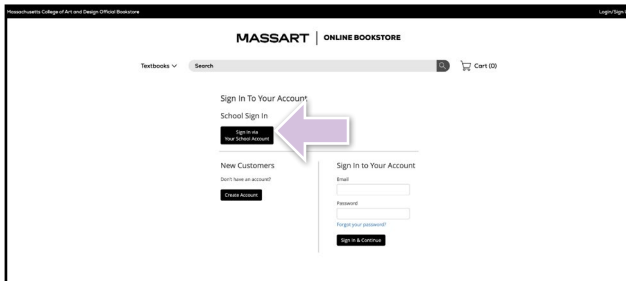 Massachusetts College of Art and Design Official Bookstore
Login/Sign
MASSART | ONLINE BOOKSTORE
Textbooks
Search
Cart (0)
Sign In To Your Account
School Sign In
Sign in via
Your School Account
New Customers
Don't have an account?
Create Account
Sign In to Your Account
Email
Password
Forgot your password?
Sign In & Continue